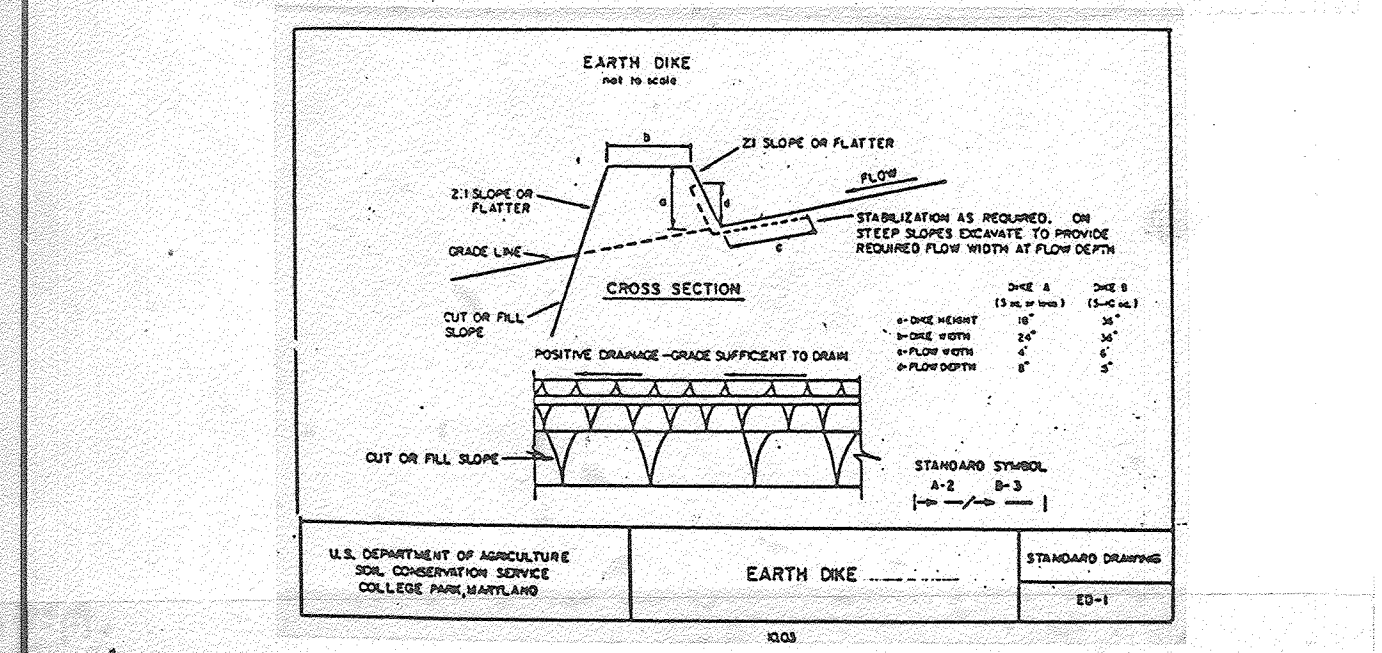 EARTH DIKE
not to scale
b
2:1 SLOPE OR FLATTER
FLOW
2:1 SLOPE OR
FLATTER
a
d
STABILIZATION AS REQUIRED. ON
STEEP SLOPES EXCAVATE TO PROVIDE
REQUIRED FLOW WIDTH AT FLOW DEPTH
GRADE LINE
c
CROSS SECTION
DIKE A
DIKE B
CUT OR FILL
SLOPE
a-DIKE HEIGHT 18" 36"
b-DIKE WIDTH 24" 36"
FLOW WIDTH 4' 6'
FLOW DEPTH 8"
POSITIVE DRAINAGE-GRADE SUFFICENT TO DRAIN
CUT OR FILL SLOPE
STANDARD SYMBOL
A-2 B-3
U.S. DEPARTMENT OF AGRICULTURE
SOIL CONSERVATION SERVICE
COLLEGE PARK, MARYLAND
EARTH DIKE
STANDARD DRAWING
ED-1
10.03